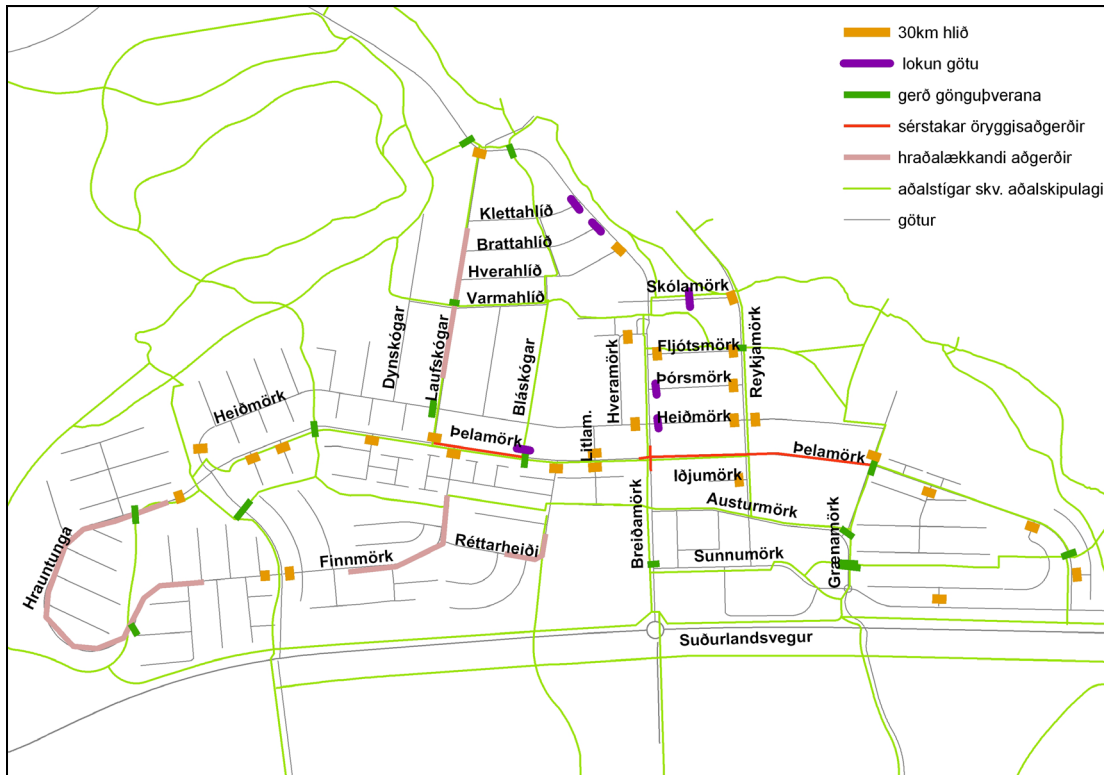 30km hlið
lokun götu
gerð gönguþverana
sérstakar öryggisaðgerðir
hraðalækkandi aðgerðir
aðalstígar skv. aðalskipulagi
götur
Klettahlíð
Brattahlíð
Hverahlíð
Varmahlíð
Skólamörk
Fljótsmörk
Þórsmörk
Heiðmörk
Reykjamörk
Hveramörk
Dynskógar
Laufskógar
Bláskógar
Heiðmörk
Þelamörk
Litlam.
Þelamörk
Iðjumörk
Austurmörk
Breiðamörk
Sunnumörk
Grænamörk
Réttarheiði
Finnmörk
Hrauntunga
Suðurlandsvegur